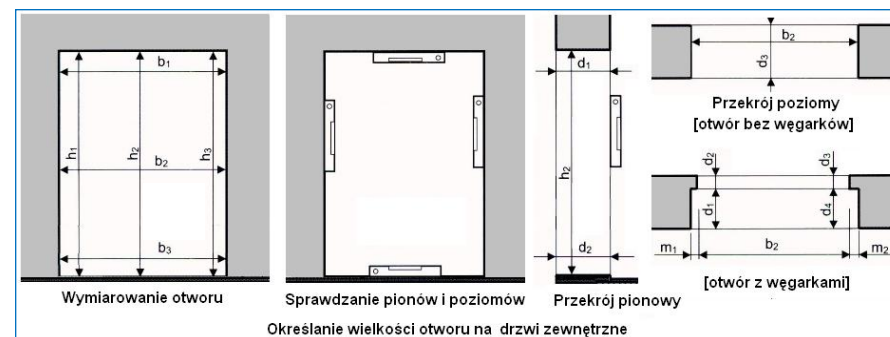 b₁
h₁ h₂ h₃
b₂
b₃
Wymiarowanie otworu
Sprawdzanie pionów i poziomów
d₁
h₂
d₂
Przekrój pionowy
b₂
d₃
Przekrój poziomy
[otwór bez węgarków]
d₂ d₃
d₁ d₄
m₁ b₂ m₂
[otwór z węgarkami]
Określanie wielkości otworu na drzwi zewnętrzne